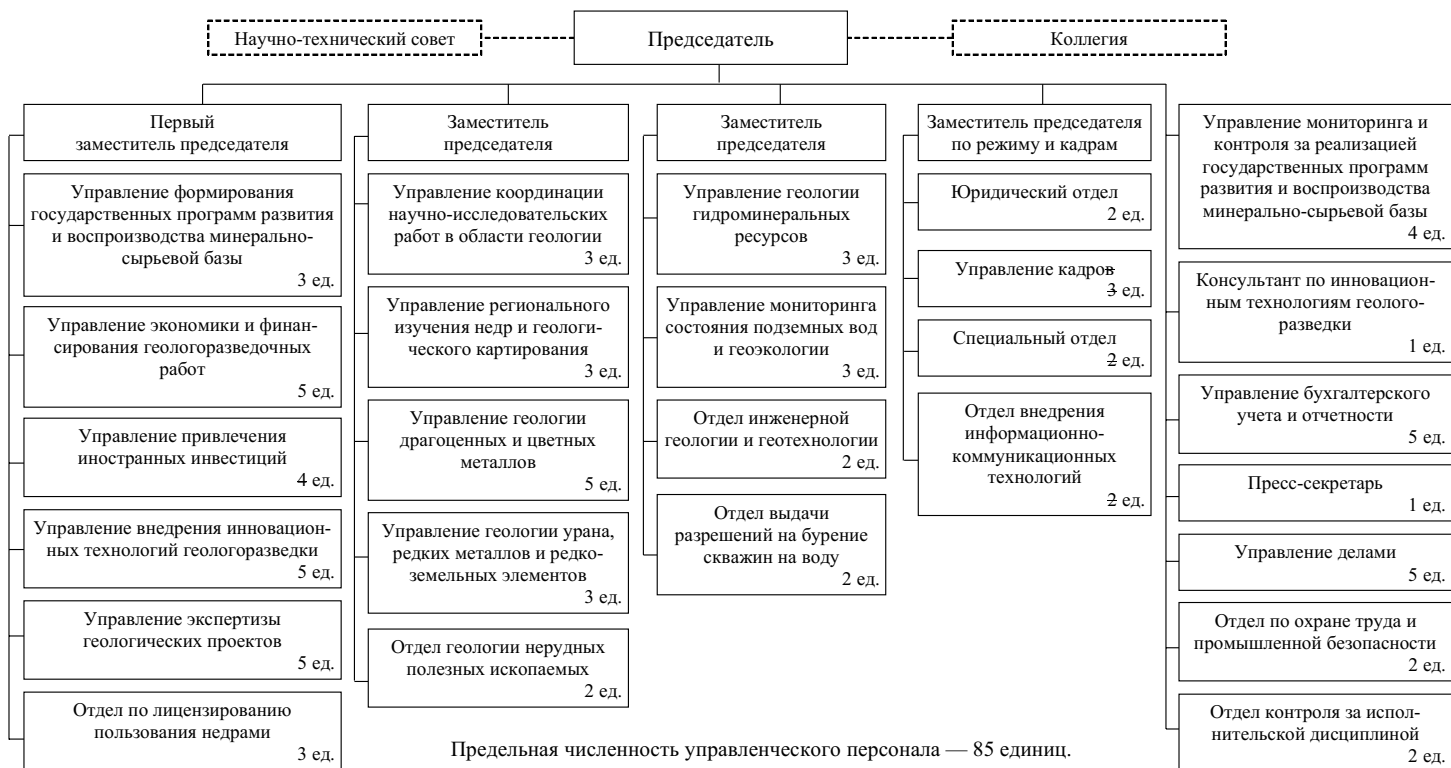 Научно-технический совет
Председатель
Коллегия
Первый
заместитель председателя
Управление формирования
государственных программ развития
и воспроизводства минерально-
сырьевой базы
3 ед.
Управление экономики и финан-
сирования геологоразведочных
работ
5 ед.
Управление привлечения
иностранных инвестиций
4 ед.
Управление внедрения инновацион-
ных технологий геологоразведки
5 ед.
Управление экспертизы
геологических проектов
5 ед.
Отдел по лицензированию
пользования недрами
3 ед.
Заместитель
председателя
Управление координации
научно-исследовательских
работ в области геологии
3 ед.
Управление регионального
изучения недр и геологи-
ческого картирования
3 ед.
Управление геологии
драгоценных и цветных
металлов
5 ед.
Управление геологии урана,
редких металлов и редко-
земельных элементов
3 ед.
Отдел геологии нерудных
полезных ископаемых
2 ед.
Заместитель
председателя
Управление геологии
гидроминеральных
ресурсов
3 ед.
Управление мониторинга
состояния подземных вод
и геоэкологии
3 ед.
Отдел инженерной
геологии и геотехнологии
2 ед.
Отдел выдачи
разрешений на бурение
скважин на воду
2 ед.
Заместитель председателя
по режиму и кадрам
Юридический отдел
2 ед.
Управление кадров
3 ед.
Специальный отдел
2 ед.
Отдел внедрения
информационно-
коммуникационных
технологий
2 ед.
Управление мониторинга и
контроля за реализацией
государственных программ
развития и воспроизводства
минерально-сырьевой базы
4 ед.
Консультант по инновацион-
ным технологиям геолого-
разведки
1 ед.
Управление бухгалтерского
учета и отчетности
5 ед.
Пресс-секретарь
1 ед.
Управление делами
5 ед.
Отдел по охране труда и
промышленной безопасности
2 ед.
Отдел контроля за испол-
нительской дисциплиной
2 ед.
Предельная численность управленческого персонала — 85 единиц.